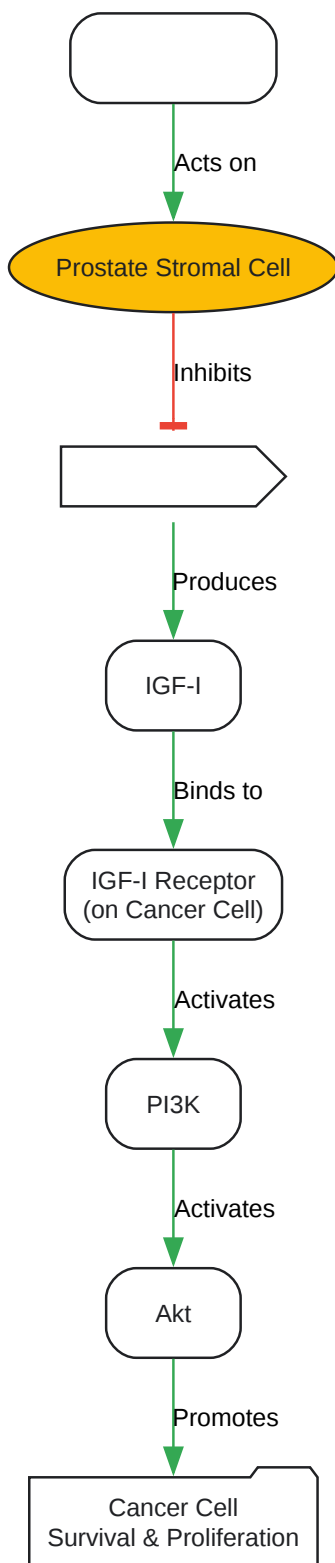 Acts on
Prostate Stromal Cell
Inhibits
Produces
IGF-I
Binds to
IGF-I Receptor
(on Cancer Cell)
Activates
PI3K
Activates
Akt
Promotes
Cancer Cell
Survival & Proliferation